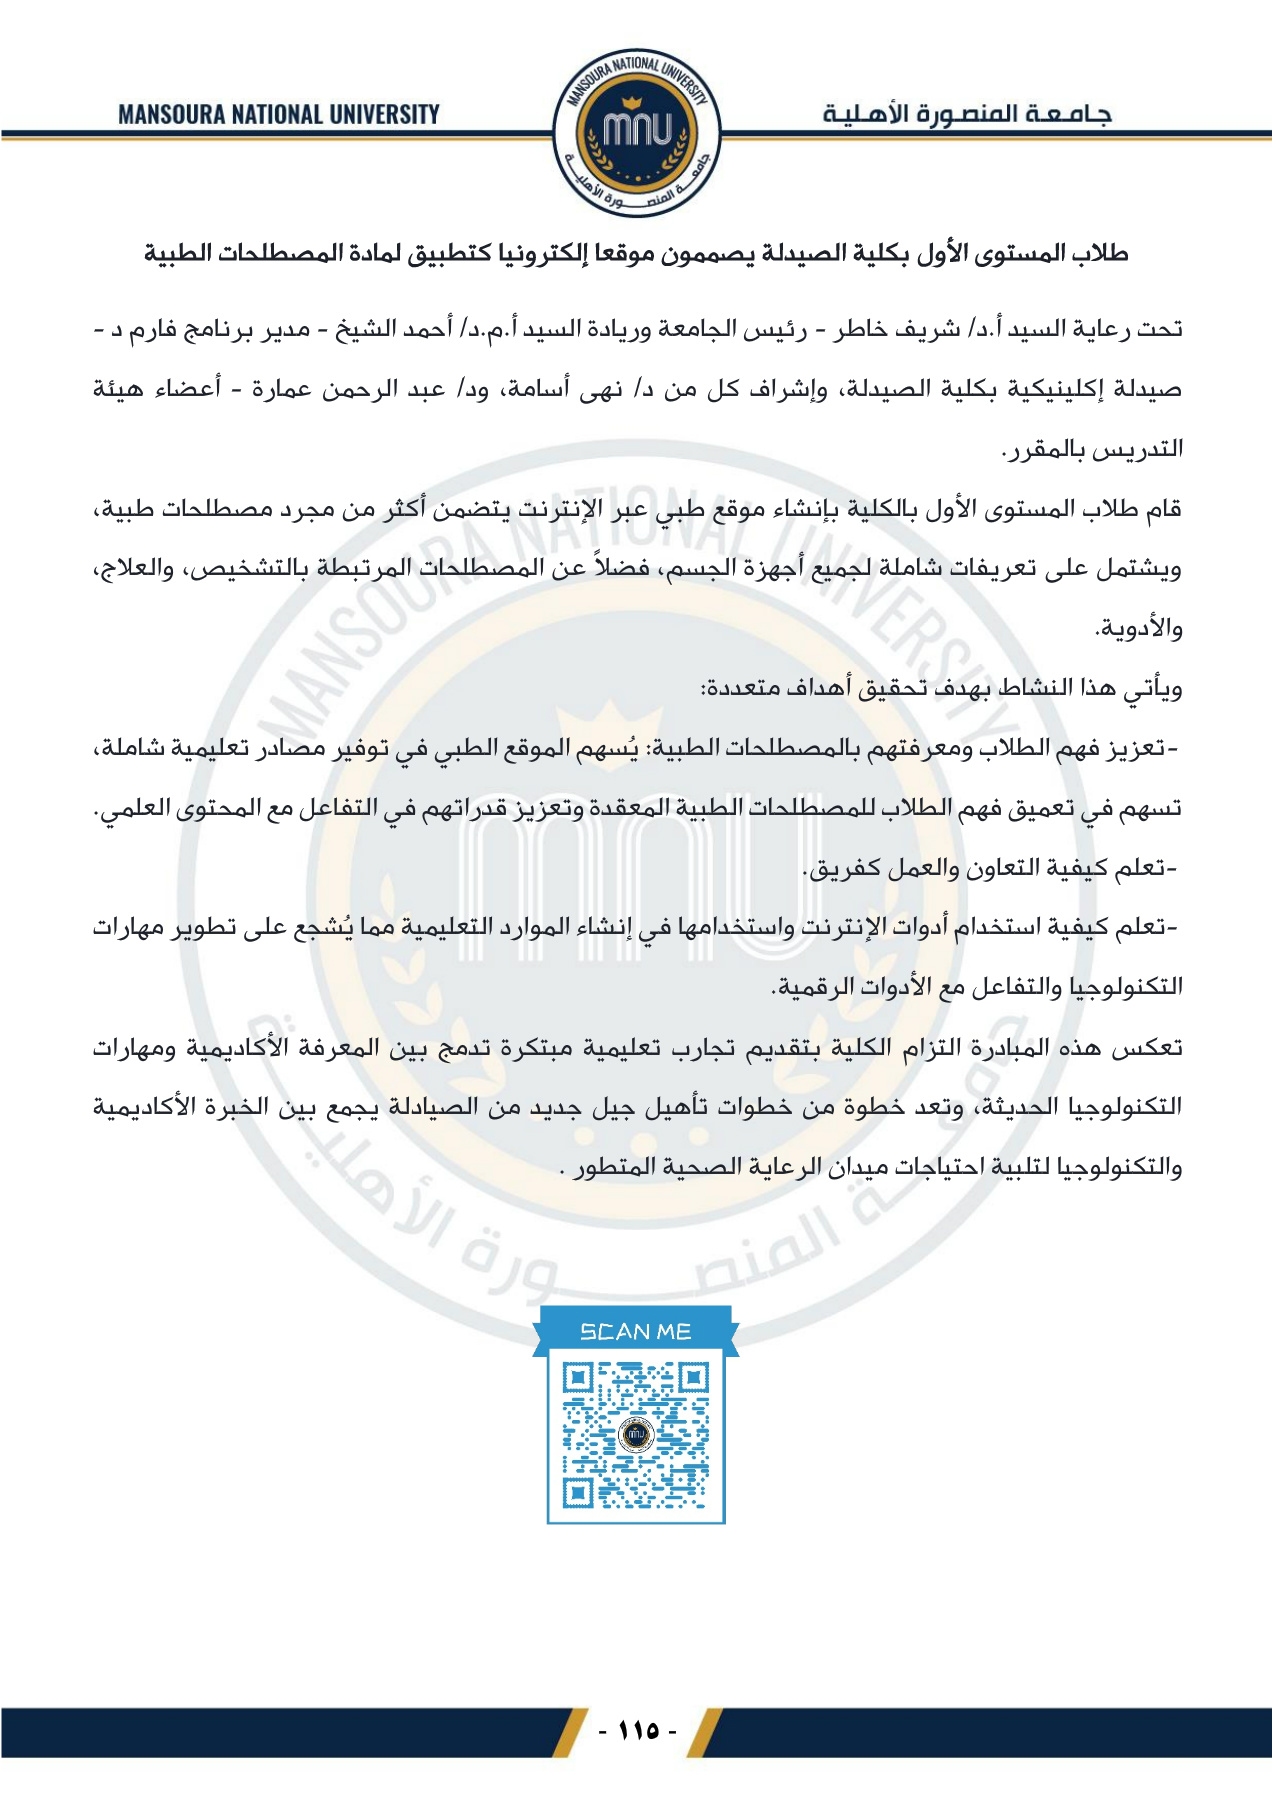 MANSOURA NATIONAL UNIVERSITY
جامعة المنصورة الأهلية
MANSOURA NATIONAL UNIVERSITY
mnu
جامعة المنصورة الأهلية
طلاب المستوى الأول بكلية الصيدلة يصممون موقعا إلكترونيا كتطبيق لمادة المصطلحات الطبية
تحت رعاية السيد أ.د/ شريف خاطر - رئيس الجامعة وريادة السيد أ.م.د/ أحمد الشيخ - مدير برنامج فارم د -
صيدلة إكلينيكية بكلية الصيدلة، وإشراف كل من د/ نهى أسامة، ود/ عبد الرحمن عمارة - أعضاء هيئة
التدريس بالمقرر.
قام طلاب المستوى الأول بالكلية بإنشاء موقع طبي عبر الإنترنت يتضمن أكثر من مجرد مصطلحات طبية،
ويشتمل على تعريفات شاملة لجميع أجهزة الجسم، فضلاً عن المصطلحات المرتبطة بالتشخيص، والعلاج،
والأدوية.
ويأتي هذا النشاط بهدف تحقيق أهداف متعددة:
-تعزيز فهم الطلاب ومعرفتهم بالمصطلحات الطبية: يُسهم الموقع الطبي في توفير مصادر تعليمية شاملة،
تسهم في تعميق فهم الطلاب للمصطلحات الطبية المعقدة وتعزيز قدراتهم في التفاعل مع المحتوى العلمي.
-تعلم كيفية التعاون والعمل كفريق.
-تعلم كيفية استخدام أدوات الإنترنت واستخدامها في إنشاء الموارد التعليمية مما يُشجع على تطوير مهارات
التكنولوجيا والتفاعل مع الأدوات الرقمية.
تعكس هذه المبادرة التزام الكلية بتقديم تجارب تعليمية مبتكرة تدمج بين المعرفة الأكاديمية ومهارات
التكنولوجيا الحديثة، وتعد خطوة من خطوات تأهيل جيل جديد من الصيادلة يجمع بين الخبرة الأكاديمية
والتكنولوجيا لتلبية احتياجات ميدان الرعاية الصحية المتطور .
MANSOURA NATIONAL UNIVERSITY
mnu
جامعة المنصورة الأهلية
SCAN ME
mnu
- ١١٥ -